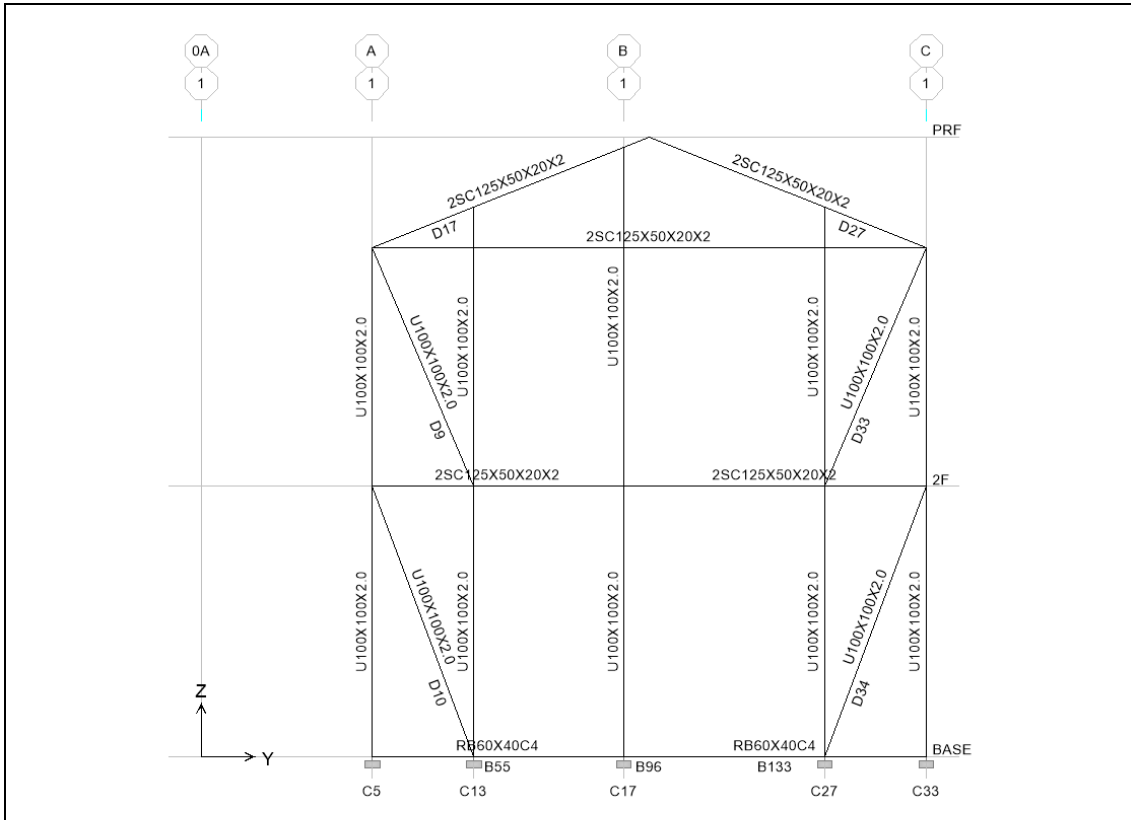 0A
A
B
C
1
1
1
1
PRF
2SC125X50X20X2
2SC125X50X20X2
D17
D27
2SC125X50X20X2
U100X100X2.0
U100X100X2.0
U100X100X2.0
U100X100X2.0
U100X100X2.0
U100X100X2.0
U100X100X2.0
D9
D33
2SC125X50X20X2
2SC125X50X20X2
2F
U100X100X2.0
U100X100X2.0
U100X100X2.0
U100X100X2.0
U100X100X2.0
U100X100X2.0
U100X100X2.0
D10
D34
Z
Y
RB60X40C4
RB60X40C4
BASE
B55
B96
B133
C5
C13
C17
C27
C33